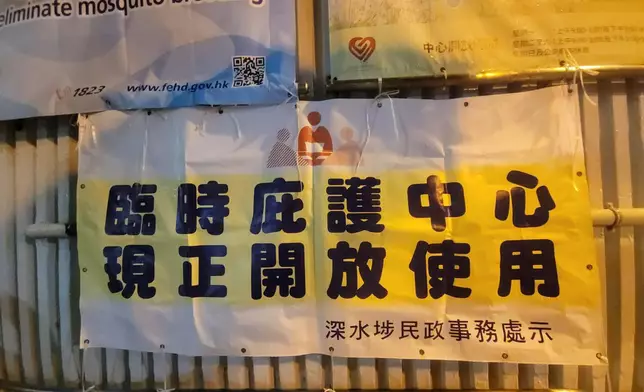 eliminate mosquito
1823
www.fehd.gov.hk
臨時庇護中心
現正開放使用
深水埗民政事務處示